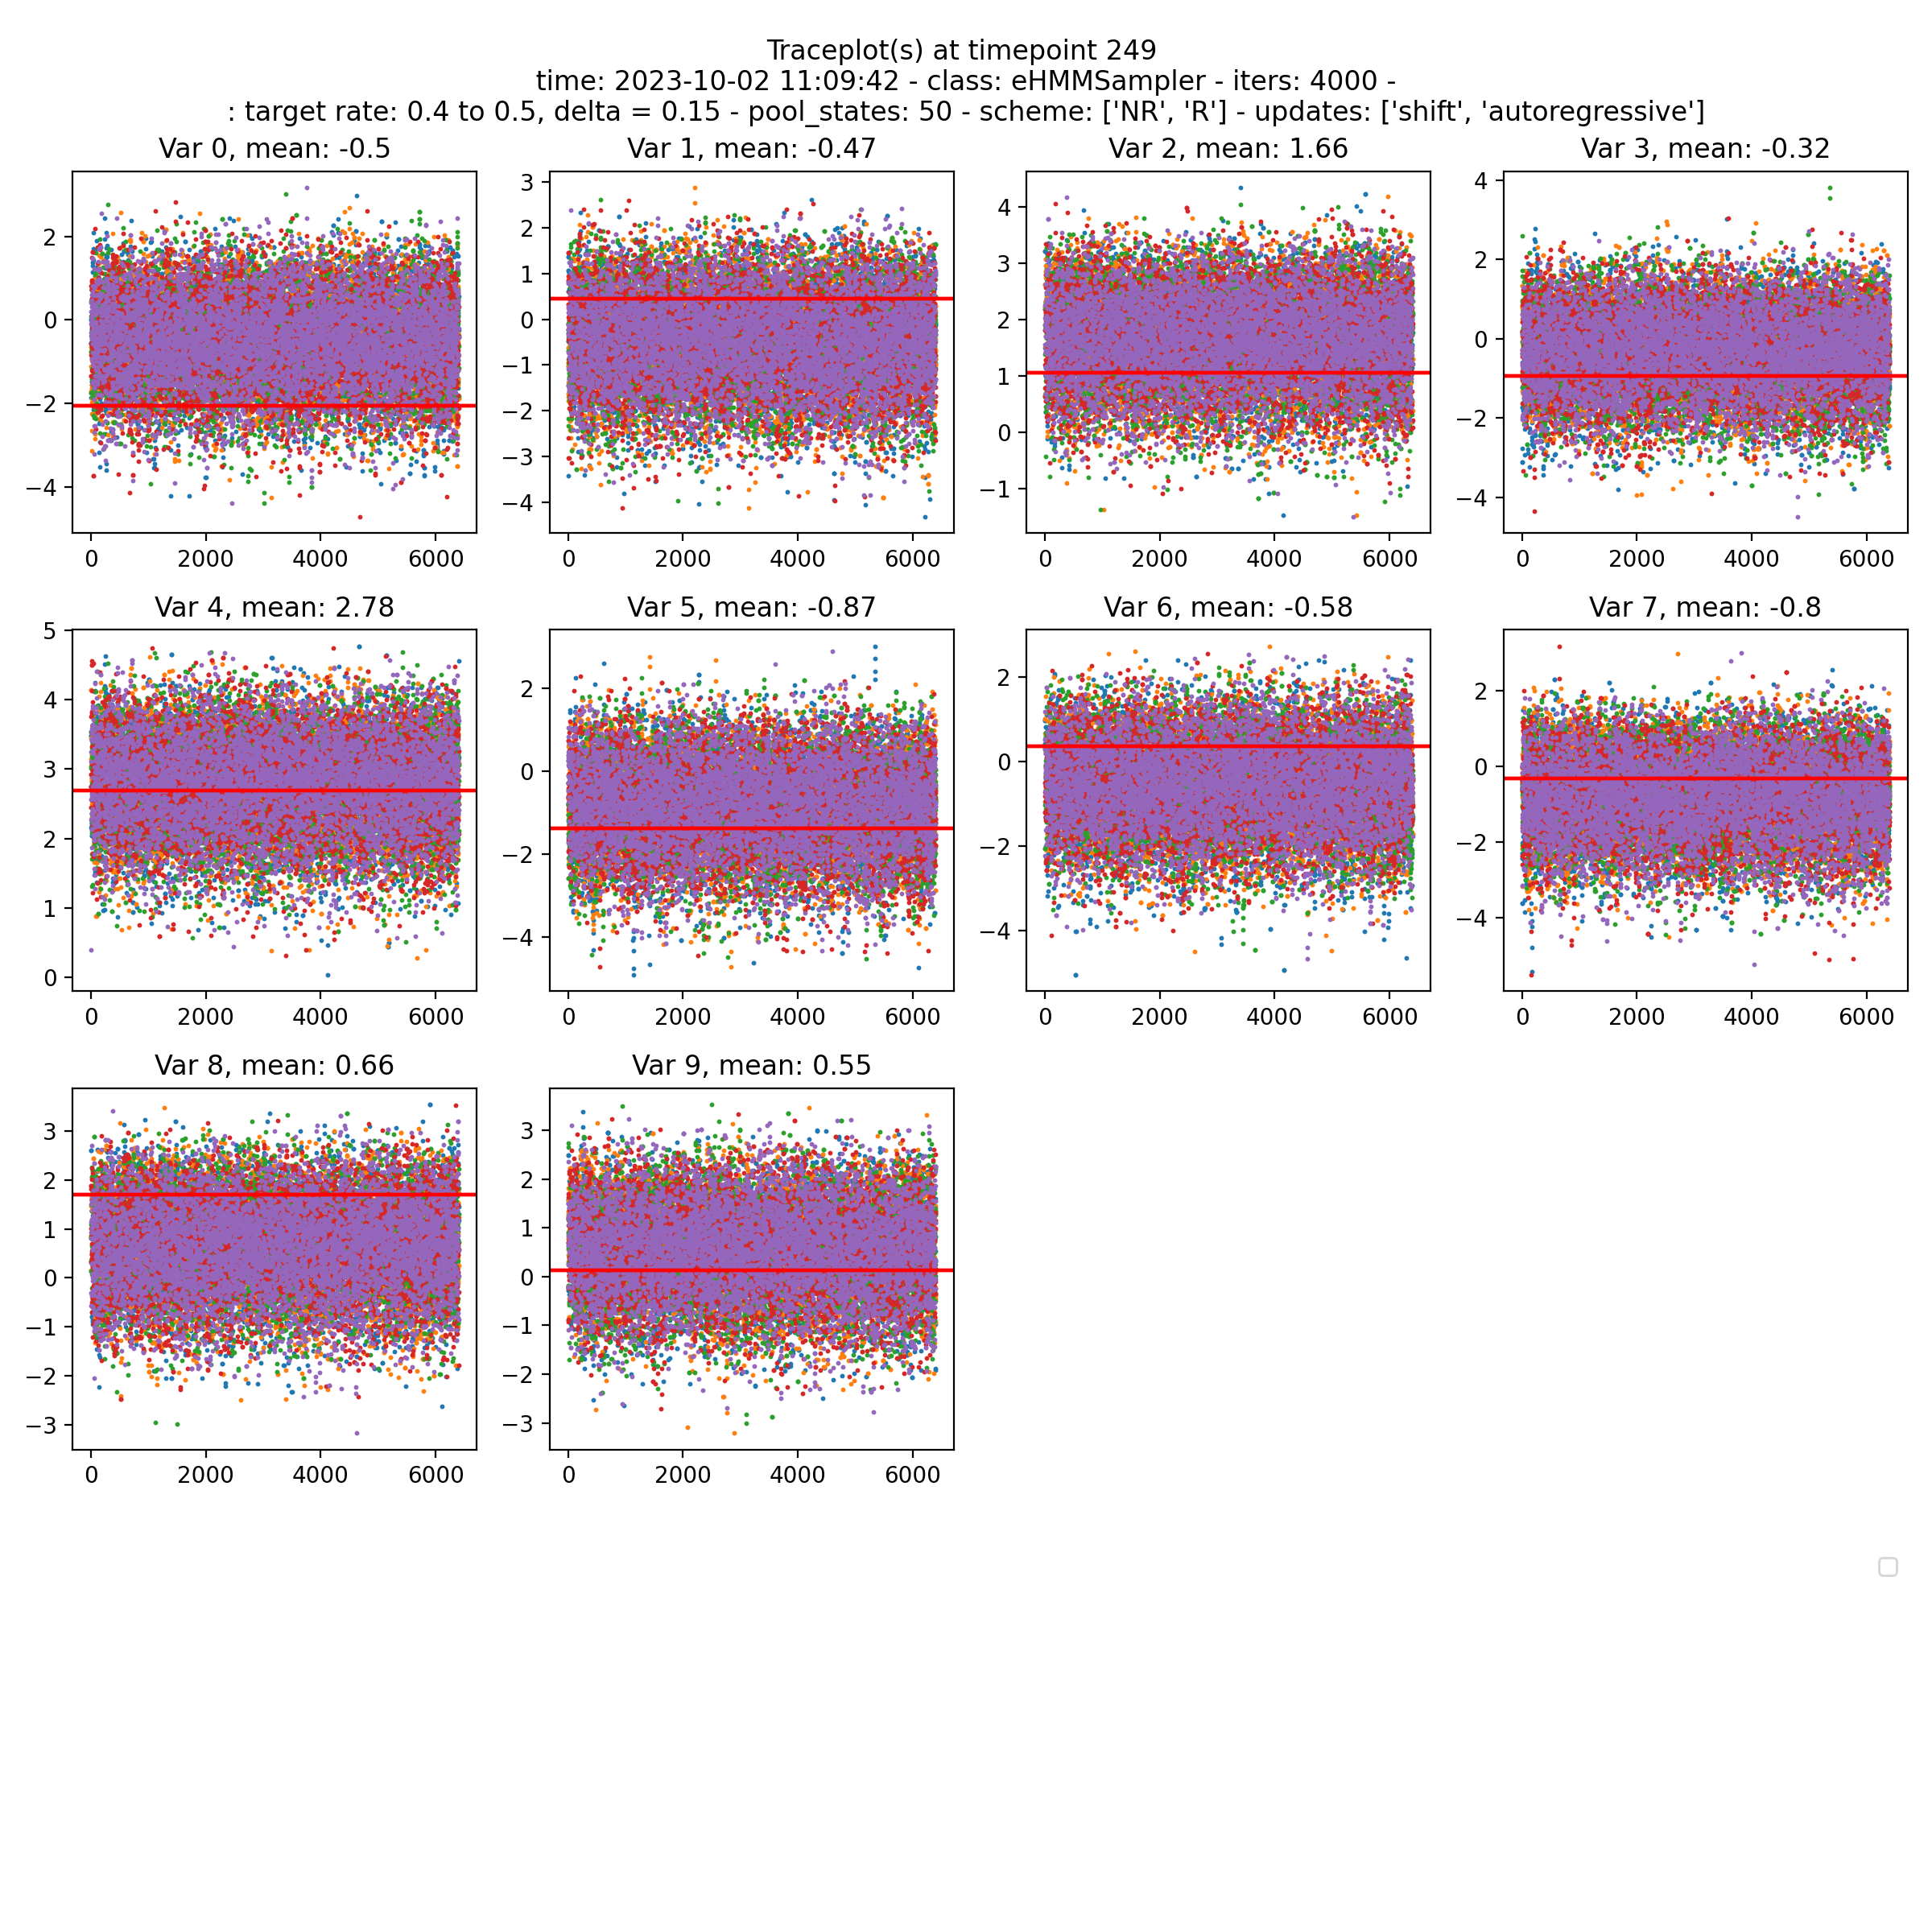 Traceplot(s) at timepoint 249
time: 2023-10-02 11:09:42 - class: eHMMSampler - iters: 4000 -
: target rate: 0.4 to 0.5, delta = 0.15 - pool_states: 50 - scheme: ['NR', 'R'] - updates: ['shift', 'autoregressive']
Var 0, mean: -0.5
2
0
−2
−4
0 2000 4000 6000
Var 1, mean: -0.47
3
2
1
0
−1
−2
−3
−4
0 2000 4000 6000
Var 2, mean: 1.66
4
3
2
1
0
−1
0 2000 4000 6000
Var 3, mean: -0.32
4
2
0
−2
−4
0 2000 4000 6000
Var 4, mean: 2.78
5
4
3
2
1
0
0 2000 4000 6000
Var 5, mean: -0.87
2
0
−2
−4
0 2000 4000 6000
Var 6, mean: -0.58
2
0
−2
−4
0 2000 4000 6000
Var 7, mean: -0.8
2
0
−2
−4
0 2000 4000 6000
Var 8, mean: 0.66
3
2
1
0
−1
−2
−3
0 2000 4000 6000
Var 9, mean: 0.55
3
2
1
0
−1
−2
−3
0 2000 4000 6000